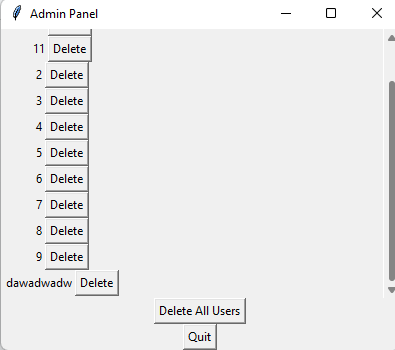 Admin Panel
11 Delete
2 Delete
3 Delete
4 Delete
5 Delete
6 Delete
7 Delete
8 Delete
9 Delete
dawadwadw Delete
Delete All Users
Quit